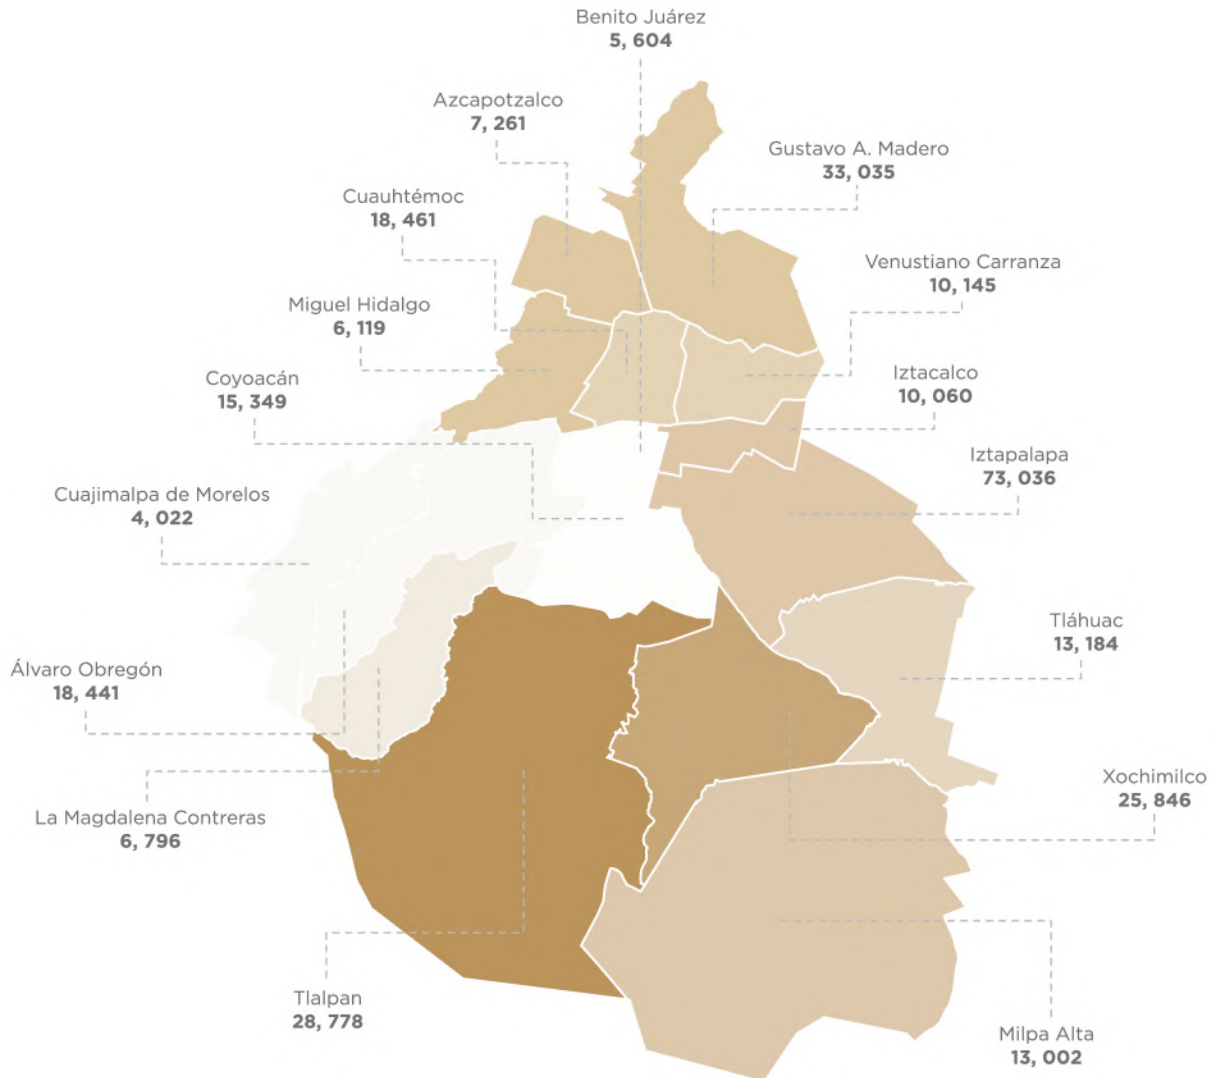 Benito Juárez
5, 604
Azcapotzalco
7, 261
Gustavo A. Madero
33, 035
Cuauhtémoc
18, 461
Venustiano Carranza
10, 145
Miguel Hidalgo
6, 119
Iztacalco
10, 060
Coyoacán
15, 349
Iztapalapa
73, 036
Cuajimalpa de Morelos
4, 022
Tláhuac
13, 184
Álvaro Obregón
18, 441
Xochimilco
25, 846
La Magdalena Contreras
6, 796
Tlalpan
28, 778
Milpa Alta
13, 002